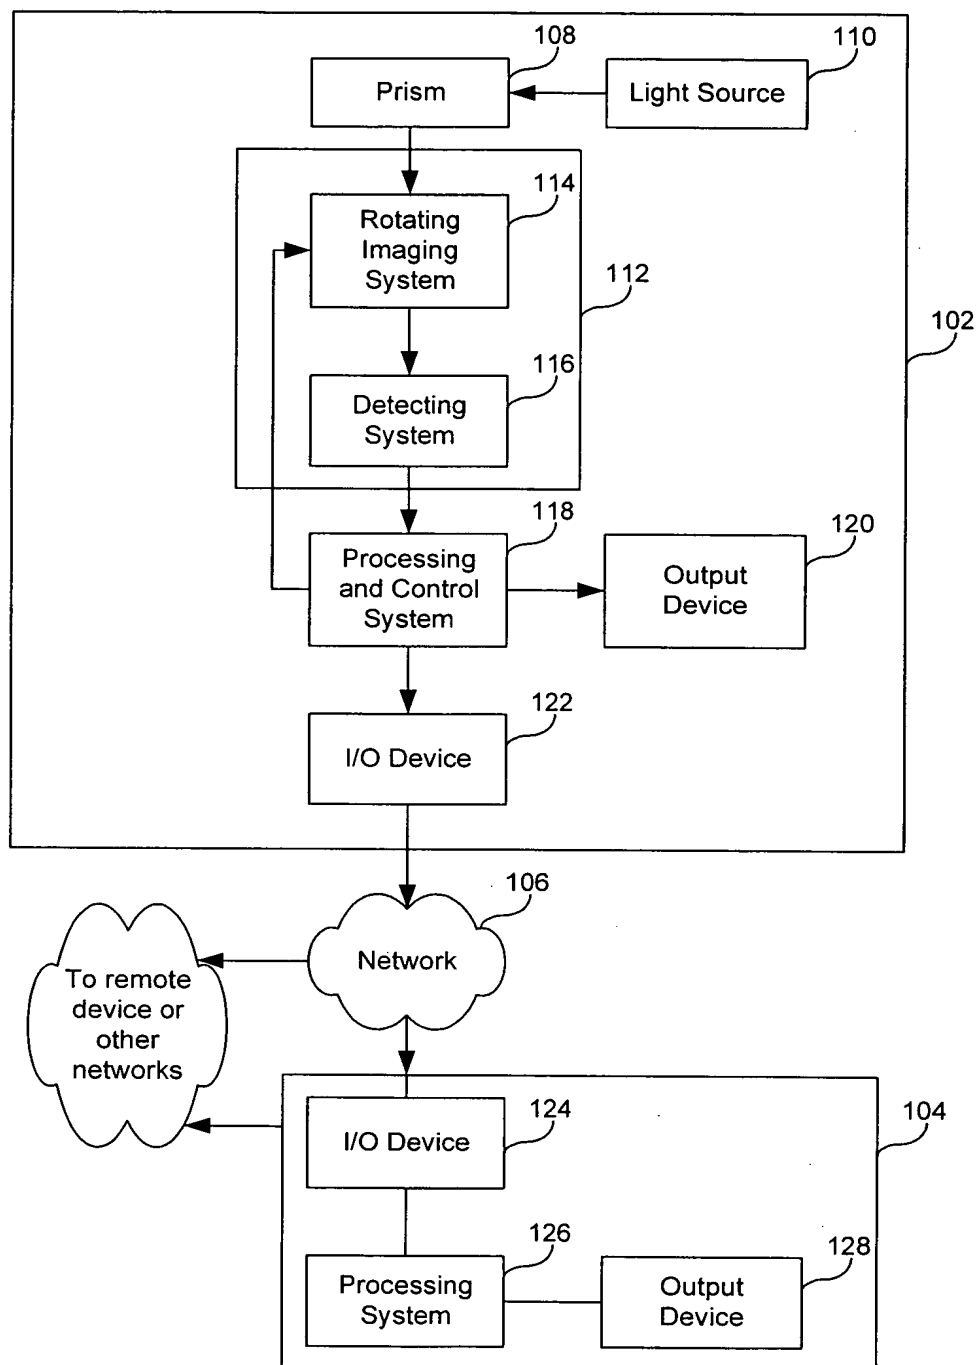 108
110
Prism
Light Source
114
Rotating
Imaging
System
112
102
116
Detecting
System
118
120
Processing
and Control
System
Output
Device
122
I/O Device
106
Network
To remote
device or
other
networks
124
104
I/O Device
126
128
Processing
System
Output
Device